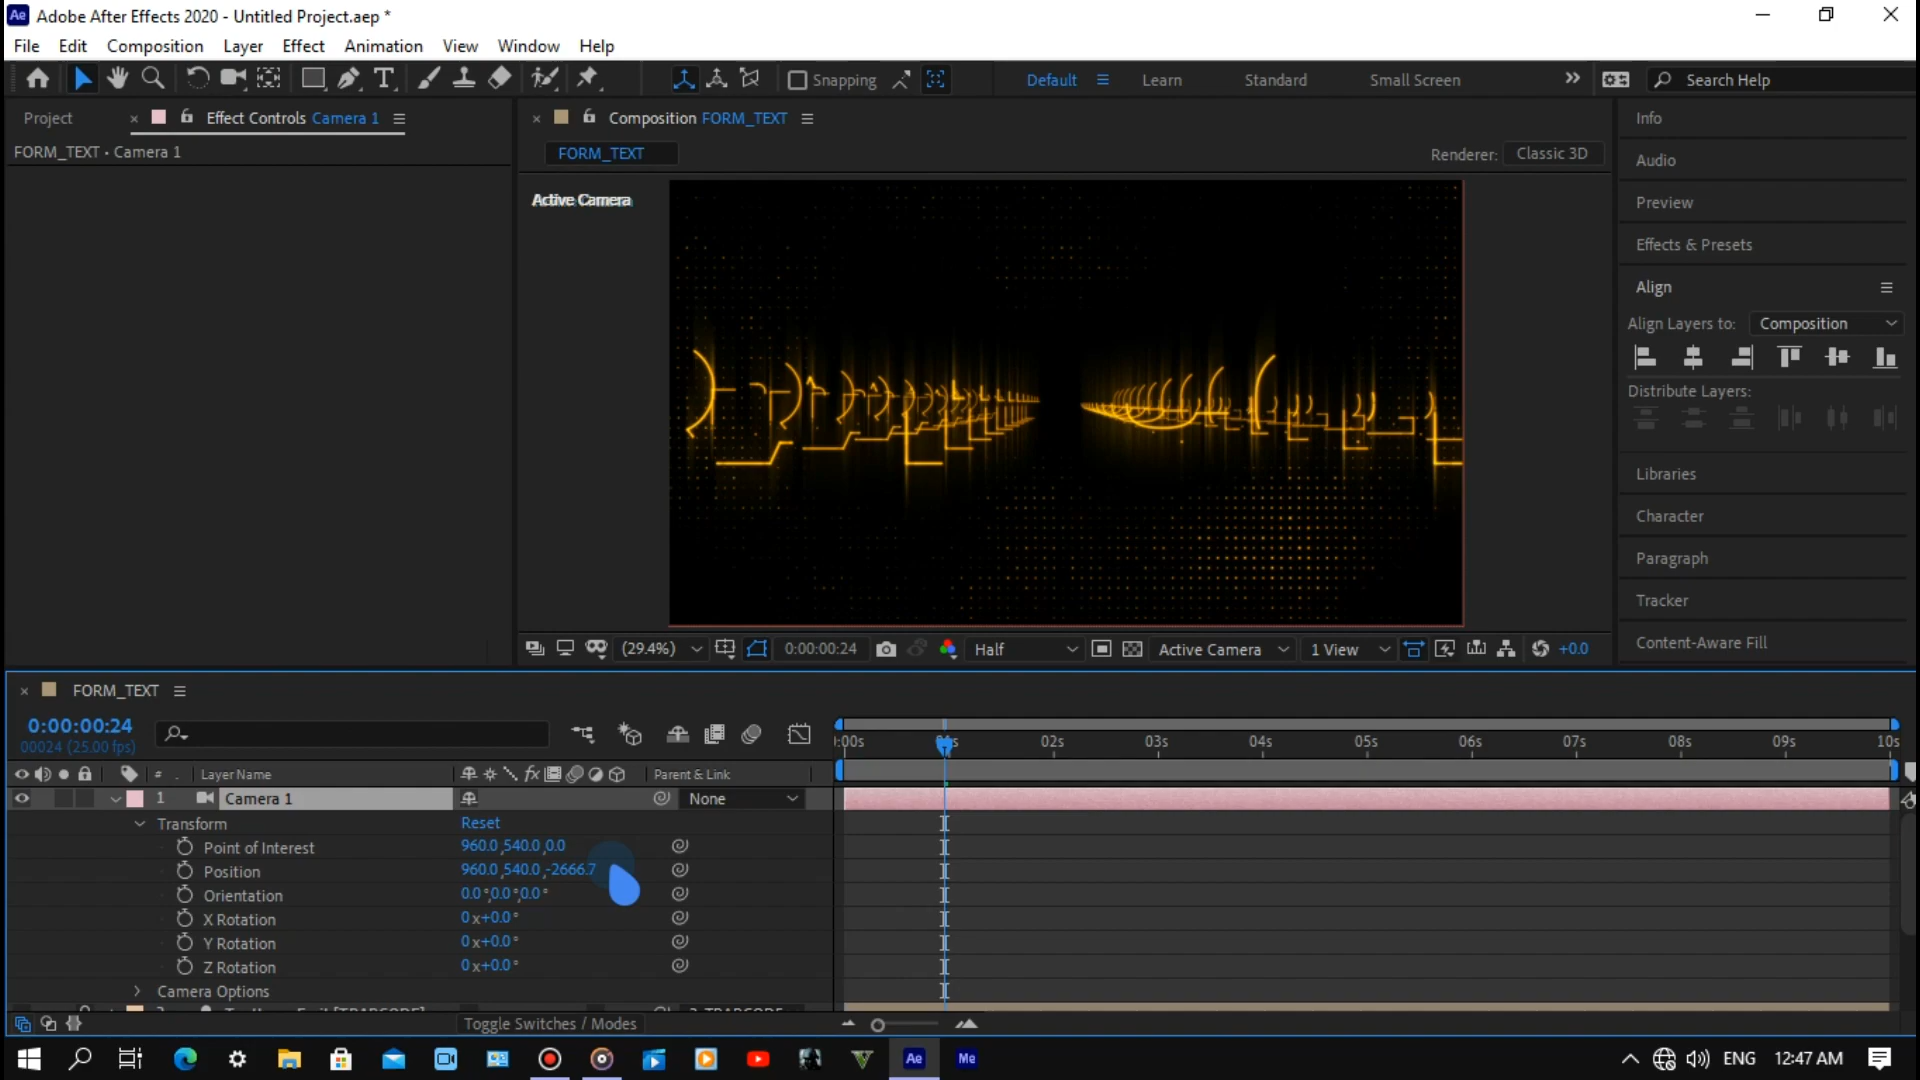 Ae Adobe After Effects 2020 - Untitled Project.aep *
File Edit Composition Layer Effect Animation View Window Help
Snapping Default Learn Standard Small Screen Search Help
Project Effect Controls Camera 1
FORM_TEXT • Camera 1
Composition FORM_TEXT
FORM_TEXT
Renderer: Classic 3D
Active Camera
Info
Audio
Preview
Effects & Presets
Align
Align Layers to: Composition
Distribute Layers:
Libraries
Character
Paragraph
Tracker
Content-Aware Fill
(29.4%) 0:00:00:24 Half Active Camera 1 View +0.0
FORM_TEXT
0:00:00:24
00024 (25.00 fps)
:00s 02s 03s 04s 05s 06s 07s 08s 09s 10s
# . Layer Name fx Parent & Link
1 Camera 1 None
Transform Reset
Point of Interest 960.0,540.0,0.0
Position 960.0,540.0,-2666.7
Orientation 0.0°,0.0°,0.0°
X Rotation 0x+0.0°
Y Rotation 0x+0.0°
Z Rotation 0x+0.0°
Camera Options
Toggle Switches / Modes
Ae Me ENG 12:47 AM